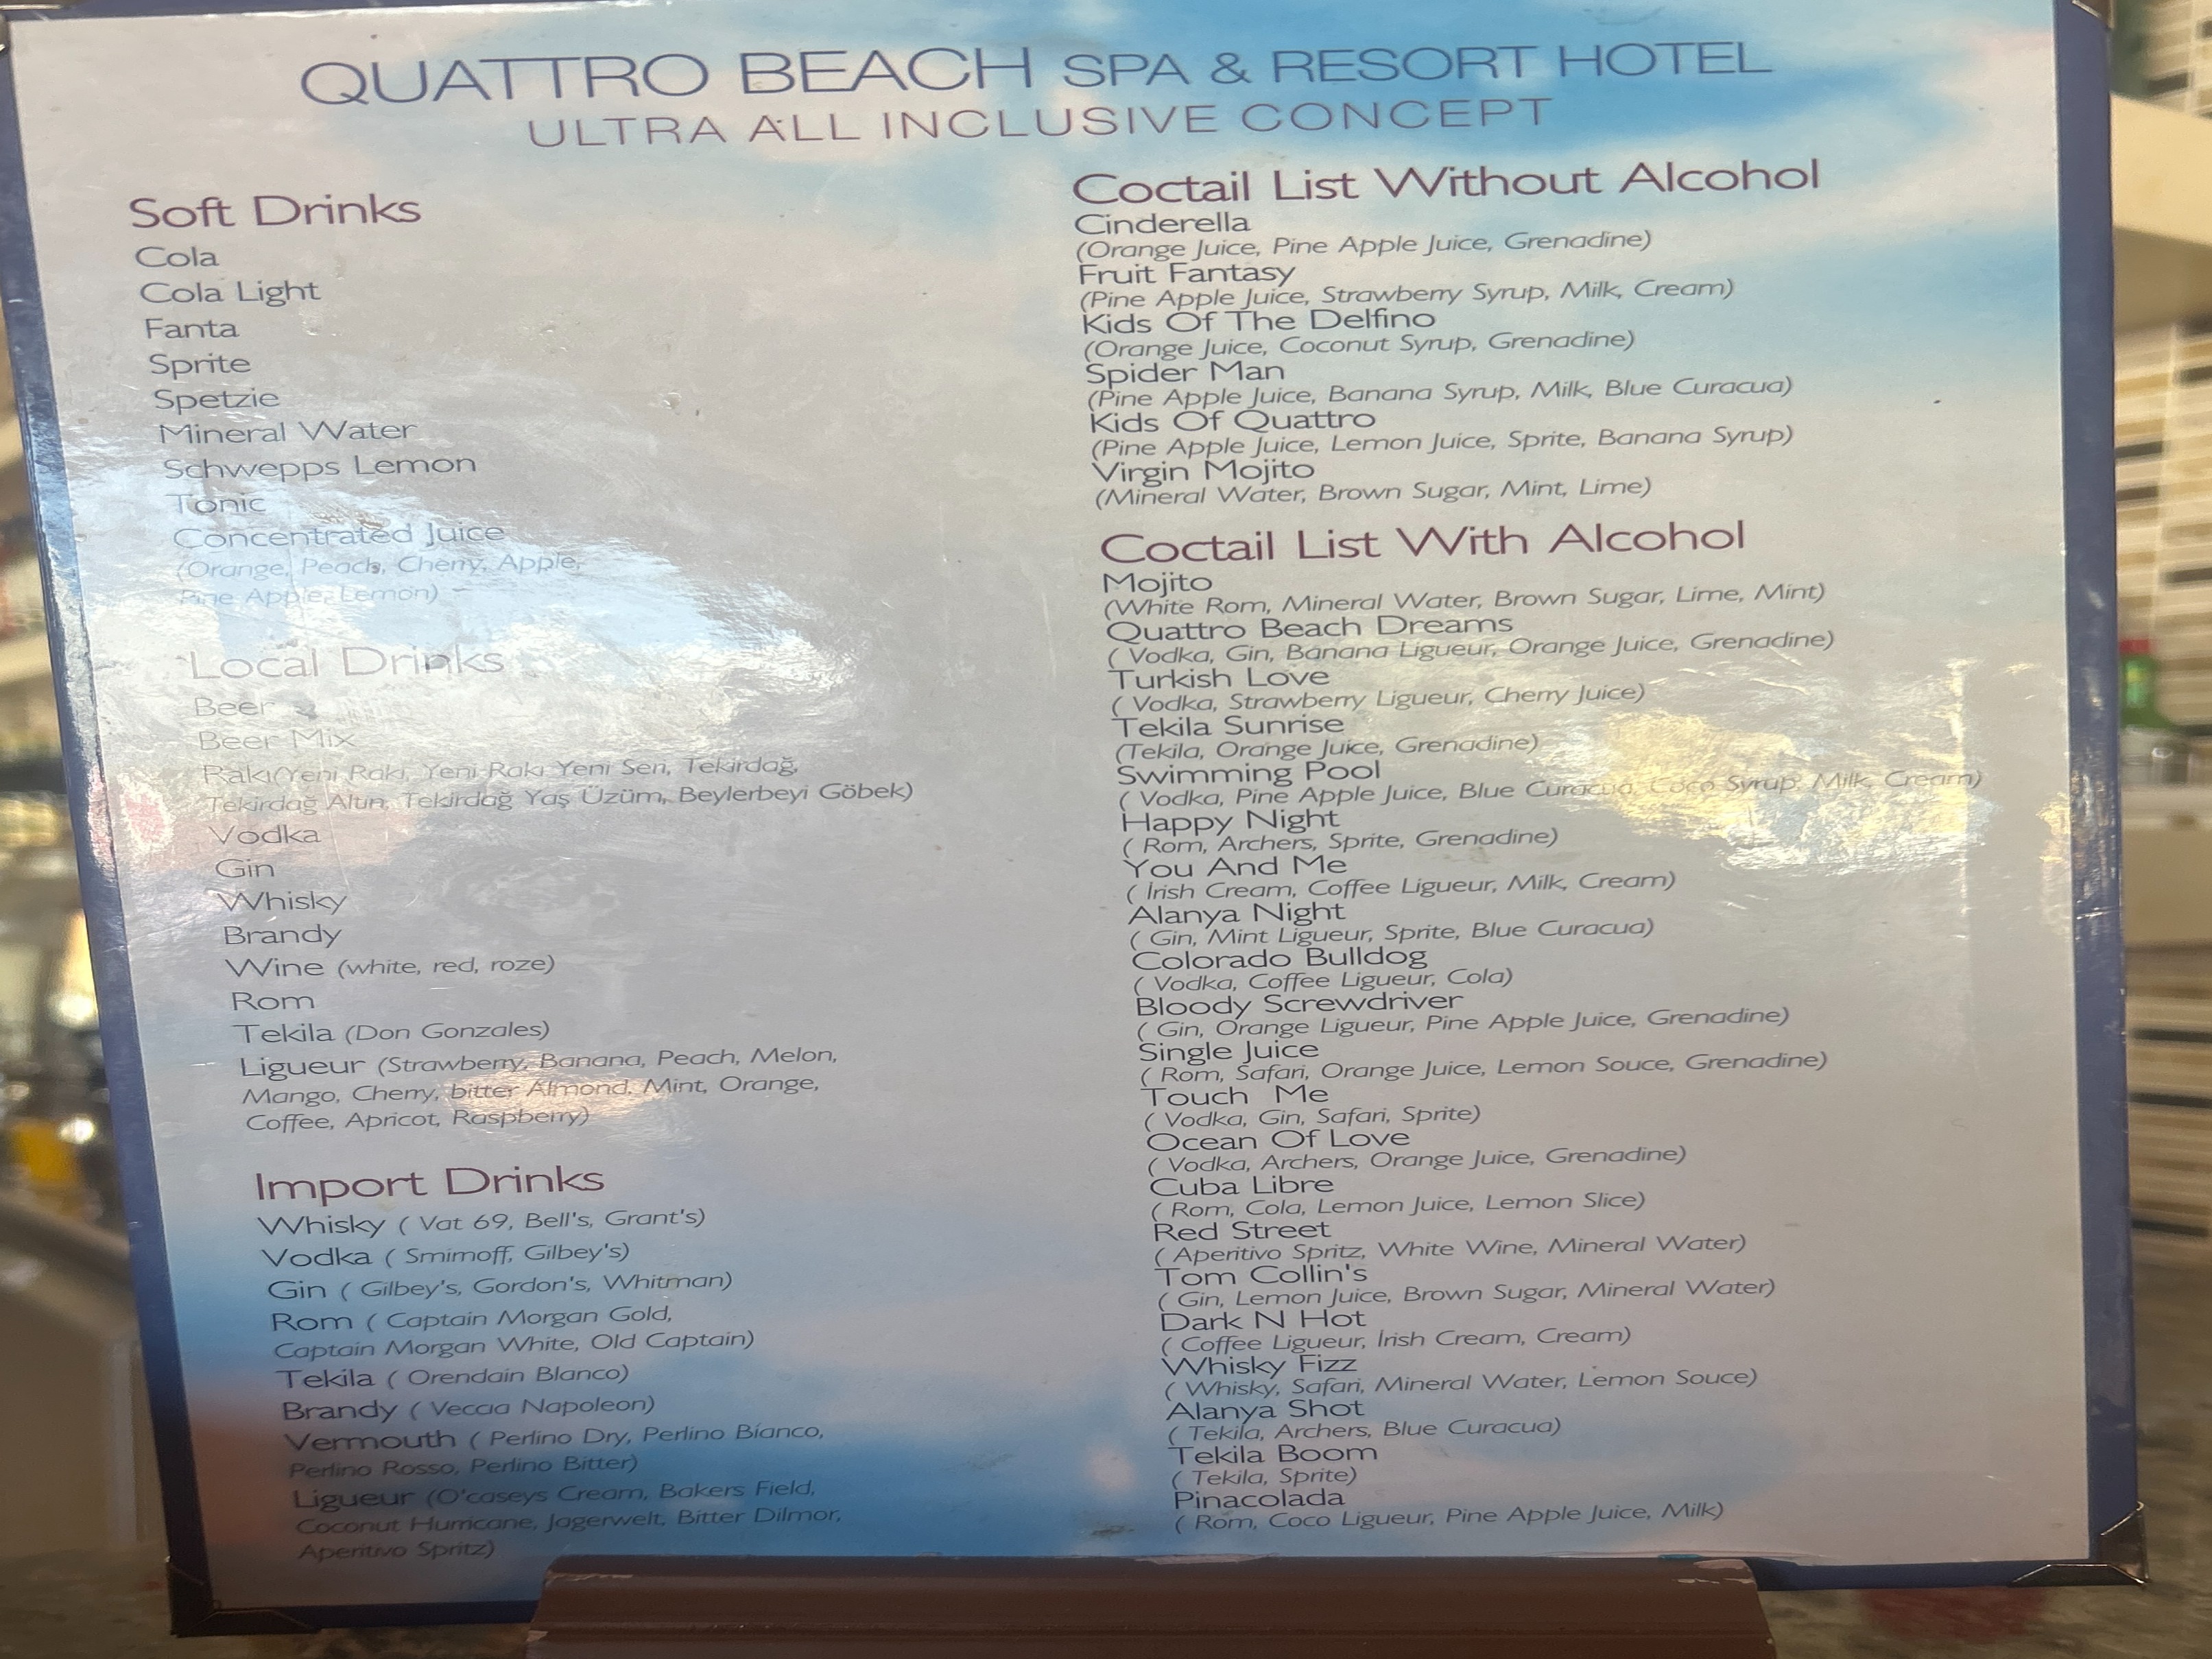 QUATTRO BEACH SPA & RESORT HOTEL
ULTRA ALL INCLUSIVE CONCEPT
Soft Drinks
Cola
Cola Light
Fanta
Sprite
Spetzie
Mineral Water
Schwepps Lemon
Tonic
Concentrated Juice
(Orange, Peach, Cherry, Apple,
Pine Apple, Lemon)
Local Drinks
Beer
Beer Mix
Rakı(Yeni Rakı, Yeni Rakı Yeni Seri, Tekirdağ,
Tekirdağ Altın, Tekirdağ Yaş Üzüm, Beylerbeyi Göbek)
Vodka
Gin
Whisky
Brandy
Wine (white, red, roze)
Rom
Tekila (Don Gonzales)
Ligueur (Strawberry, Banana, Peach, Melon,
Mango, Cherry, bitter Almond, Mint, Orange,
Coffee, Apricot, Raspberry)
Import Drinks
Whisky ( Vat 69, Bell's, Grant's)
Vodka ( Smirnoff, Gilbey's)
Gin ( Gilbey's, Gordon's, Whitman)
Rom ( Captain Morgan Gold,
Captain Morgan White, Old Captain)
Tekila ( Orendain Blanco)
Brandy ( Veccia Napoleon)
Vermouth ( Perlino Dry, Perlino Bianco,
Perlino Rosso, Perlino Bitter)
Ligueur (O'caseys Cream, Bakers Field,
Coconut Hurricane, Jagerwelt, Bitter Dilmor,
Aperitivo Spritz)
Coctail List Without Alcohol
Cinderella
(Orange Juice, Pine Apple Juice, Grenadine)
Fruit Fantasy
(Pine Apple Juice, Strawberry Syrup, Milk, Cream)
Kids Of The Delfino
(Orange Juice, Coconut Syrup, Grenadine)
Spider Man
(Pine Apple Juice, Banana Syrup, Milk, Blue Curacua)
Kids Of Quattro
(Pine Apple Juice, Lemon Juice, Sprite, Banana Syrup)
Virgin Mojito
(Mineral Water, Brown Sugar, Mint, Lime)
Coctail List With Alcohol
Mojito
(White Rom, Mineral Water, Brown Sugar, Lime, Mint)
Quattro Beach Dreams
( Vodka, Gin, Banana Ligueur, Orange Juice, Grenadine)
Turkish Love
( Vodka, Strawberry Ligueur, Cherry Juice)
Tekila Sunrise
(Tekila, Orange Juice, Grenadine)
Swimming Pool
( Vodka, Pine Apple Juice, Blue Curacua, Coco Syrup, Milk, Cream)
Happy Night
( Rom, Archers, Sprite, Grenadine)
You And Me
( İrish Cream, Coffee Ligueur, Milk, Cream)
Alanya Night
( Gin, Mint Ligueur, Sprite, Blue Curacua)
Colorado Bulldog
( Vodka, Coffee Ligueur, Cola)
Bloody Screwdriver
( Gin, Orange Ligueur, Pine Apple Juice, Grenadine)
Single Juice
( Rom, Safari, Orange Juice, Lemon Souce, Grenadine)
Touch Me
( Vodka, Gin, Safari, Sprite)
Ocean Of Love
( Vodka, Archers, Orange Juice, Grenadine)
Cuba Libre
( Rom, Cola, Lemon Juice, Lemon Slice)
Red Street
( Aperitivo Spritz, White Wine, Mineral Water)
Tom Collin's
( Gin, Lemon Juice, Brown Sugar, Mineral Water)
Dark N Hot
( Coffee Ligueur, İrish Cream, Cream)
Whisky Fizz
( Whisky, Safari, Mineral Water, Lemon Souce)
Alanya Shot
( Tekila, Archers, Blue Curacua)
Tekila Boom
( Tekila, Sprite)
Pinacolada
( Rom, Coco Ligueur, Pine Apple Juice, Milk)